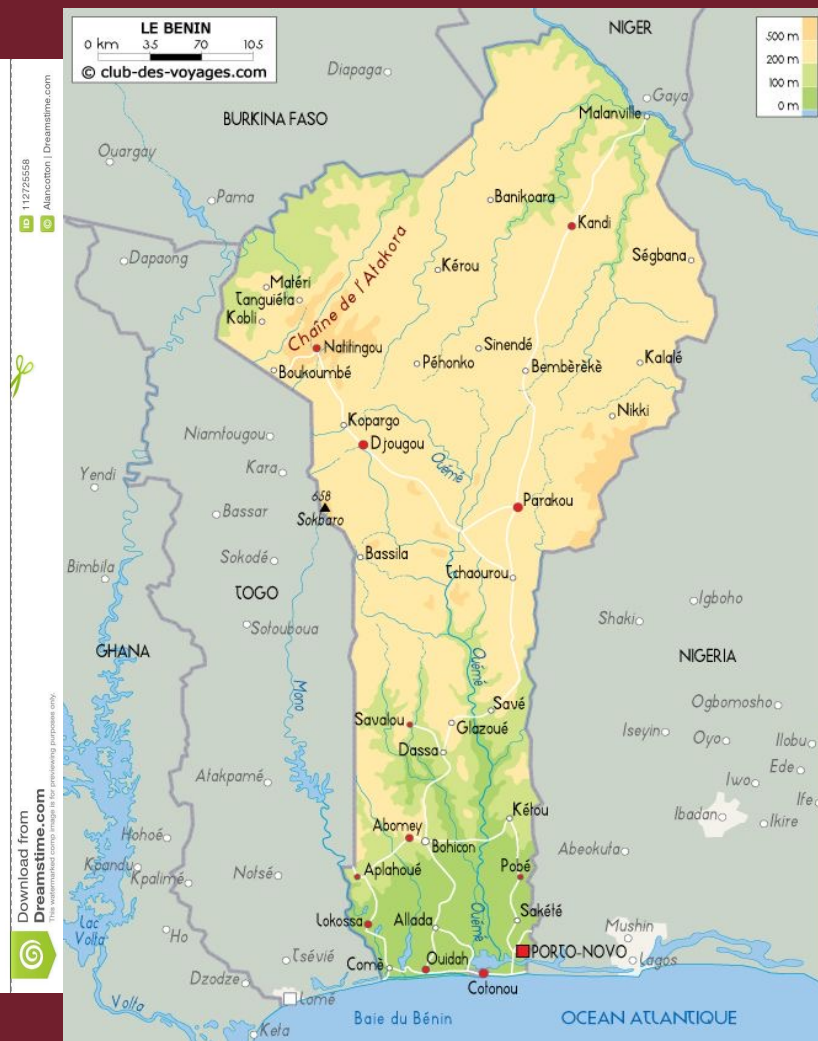 LE BENIN
0 km 35 70 105
© club-des-voyages.com
500 m
200 m
100 m
0 m
NIGER
Diapaga
Gaya
Malanville
BURKINA FASO
Ouargay
Pama
Banikoara
Kandi
Dapaong
Ségbana
Kérou
Matéri
Tanguiéta
Kobli
Chaîne de l'Atakora
Natitingou
Sinendé
Kalalé
Péhonko
Bembèrèkè
Boukoumbé
Nikki
Kopargo
Niamtougou
Djougou
Kara
Ouémé
Yendi
658
Sokbaro
Parakou
Bassar
Bassila
Sokodé
Bimbila
Tchaourou
TOGO
Igboho
Shaki
Sotouboua
GHANA
Ouémé
NIGERIA
Mono
Savé
Ogbomosho
Savalou
Glazoué
Iseyin
Oyo
Ilobu
Dassa
Ede
Atakpamé
Iwo
Ife
Kétou
Ibadan
Ikire
Abomey
Hohoé
Bohicon
Abeokuta
Kpandu
Kpalimé
Notsé
Aplahoué
Pobé
Lac
Volta
Lokossa
Allada
Ouémé
Sakété
Mushin
Ho
PORTO-NOVO
Tsévié
Comè
Ouidah
Lagos
Dzodze
Cotonou
Lomé
Volta
Keta
Baie du Bénin
OCEAN ATLANTIQUE
ID 112725558
© Alancotton | Dreamstime.com
Download from
Dreamstime.com
This watermarked comp image is for previewing purposes only.